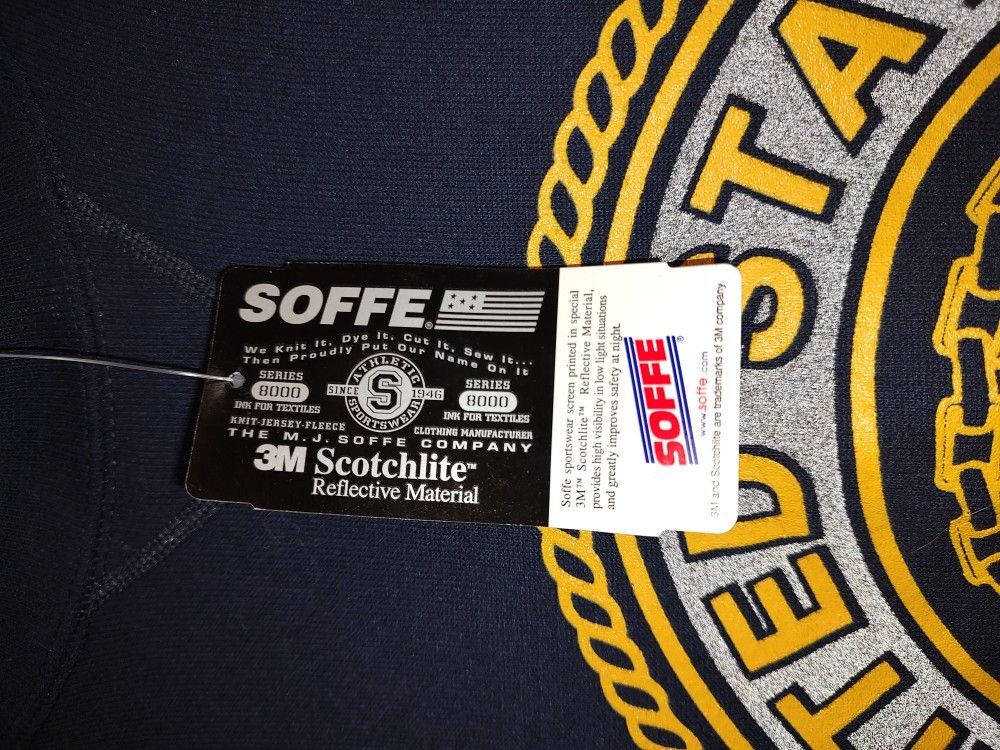 SOFFE®
We Knit It, Dye It, Cut It, Sew It...
Then Proudly Put Our Name On It
SERIES
8000
INK FOR TEXTILES
ATHLETIC
SINCE S 1946
SPORTSWEAR
SERIES
8000
INK FOR TEXTILES
KNIT-JERSEY-FLEECE
CLOTHING MANUFACTURER
THE M.J. SOFFE COMPANY
3M Scotchlite™
Reflective Material
Soffe sportswear screen printed in special
3M™ Scotchlite™ Reflective Material,
provides high visibility in low light situations
and greatly improves safety at night.
SOFFE®
www.soffe.com
3M and Scotchlite are trademarks of 3M company.
TED STA